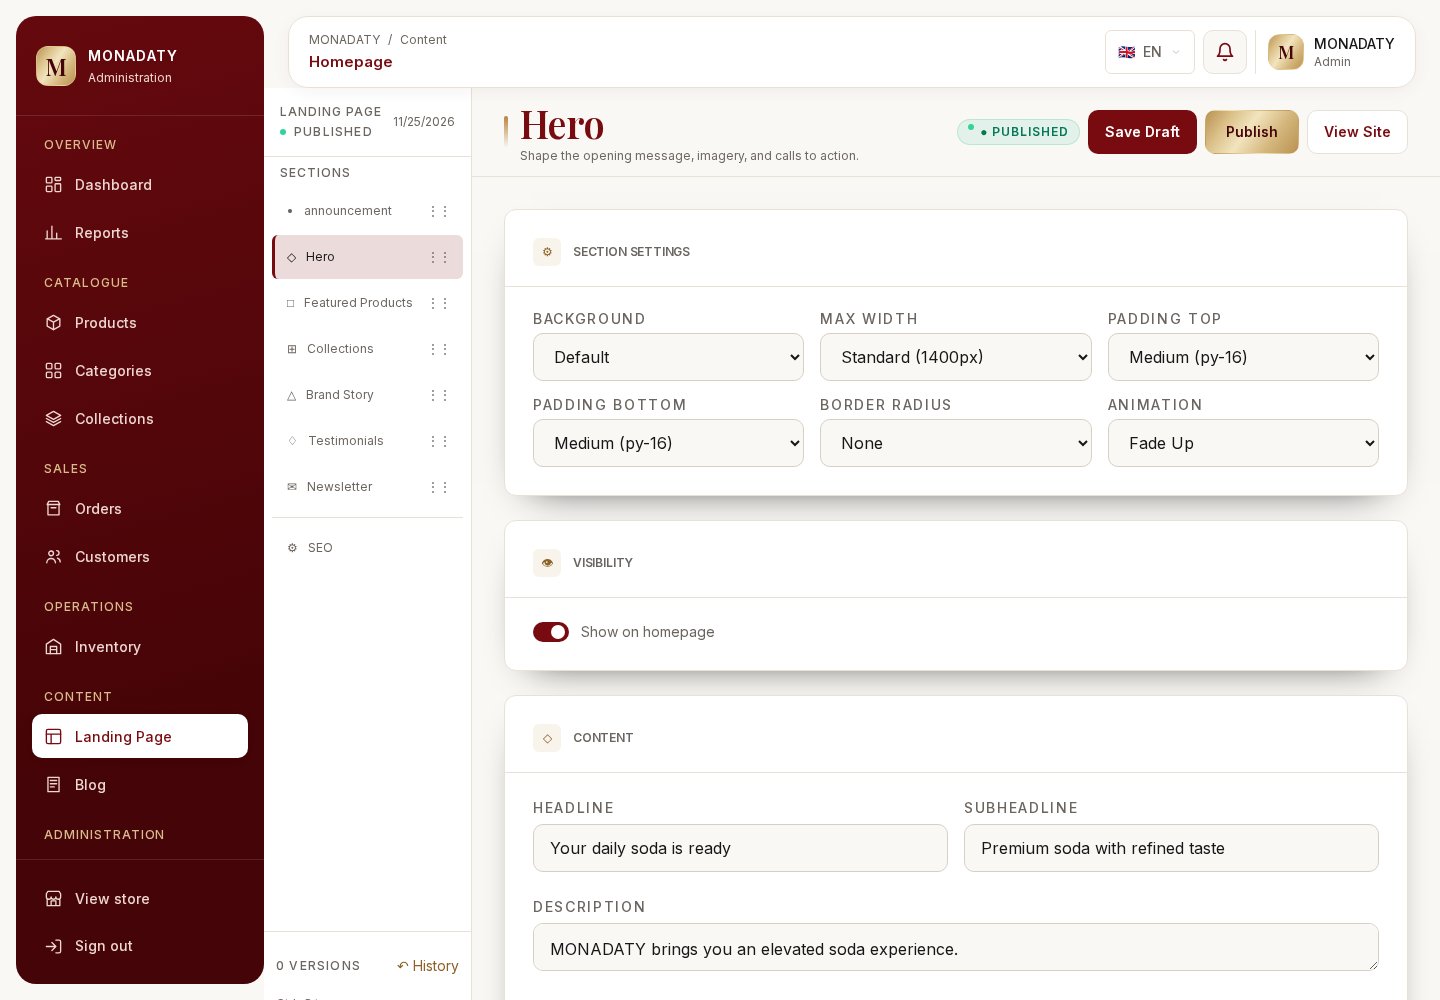 M
MONADATY
Administration
OVERVIEW
Dashboard
Reports
CATALOGUE
Products
Categories
Collections
SALES
Orders
Customers
OPERATIONS
Inventory
CONTENT
Landing Page
Blog
ADMINISTRATION
View store
Sign out
MONADATY / Content
Homepage
EN
M
MONADATY
Admin
LANDING PAGE
PUBLISHED
11/25/2026
SECTIONS
announcement
Hero
Featured Products
Collections
Brand Story
Testimonials
Newsletter
SEO
0 VERSIONS
↶ History
Hero
Shape the opening message, imagery, and calls to action.
● PUBLISHED
Save Draft
Publish
View Site
SECTION SETTINGS
BACKGROUND
Default
MAX WIDTH
Standard (1400px)
PADDING TOP
Medium (py-16)
PADDING BOTTOM
Medium (py-16)
BORDER RADIUS
None
ANIMATION
Fade Up
VISIBILITY
Show on homepage
CONTENT
HEADLINE
Your daily soda is ready
SUBHEADLINE
Premium soda with refined taste
DESCRIPTION
MONADATY brings you an elevated soda experience.